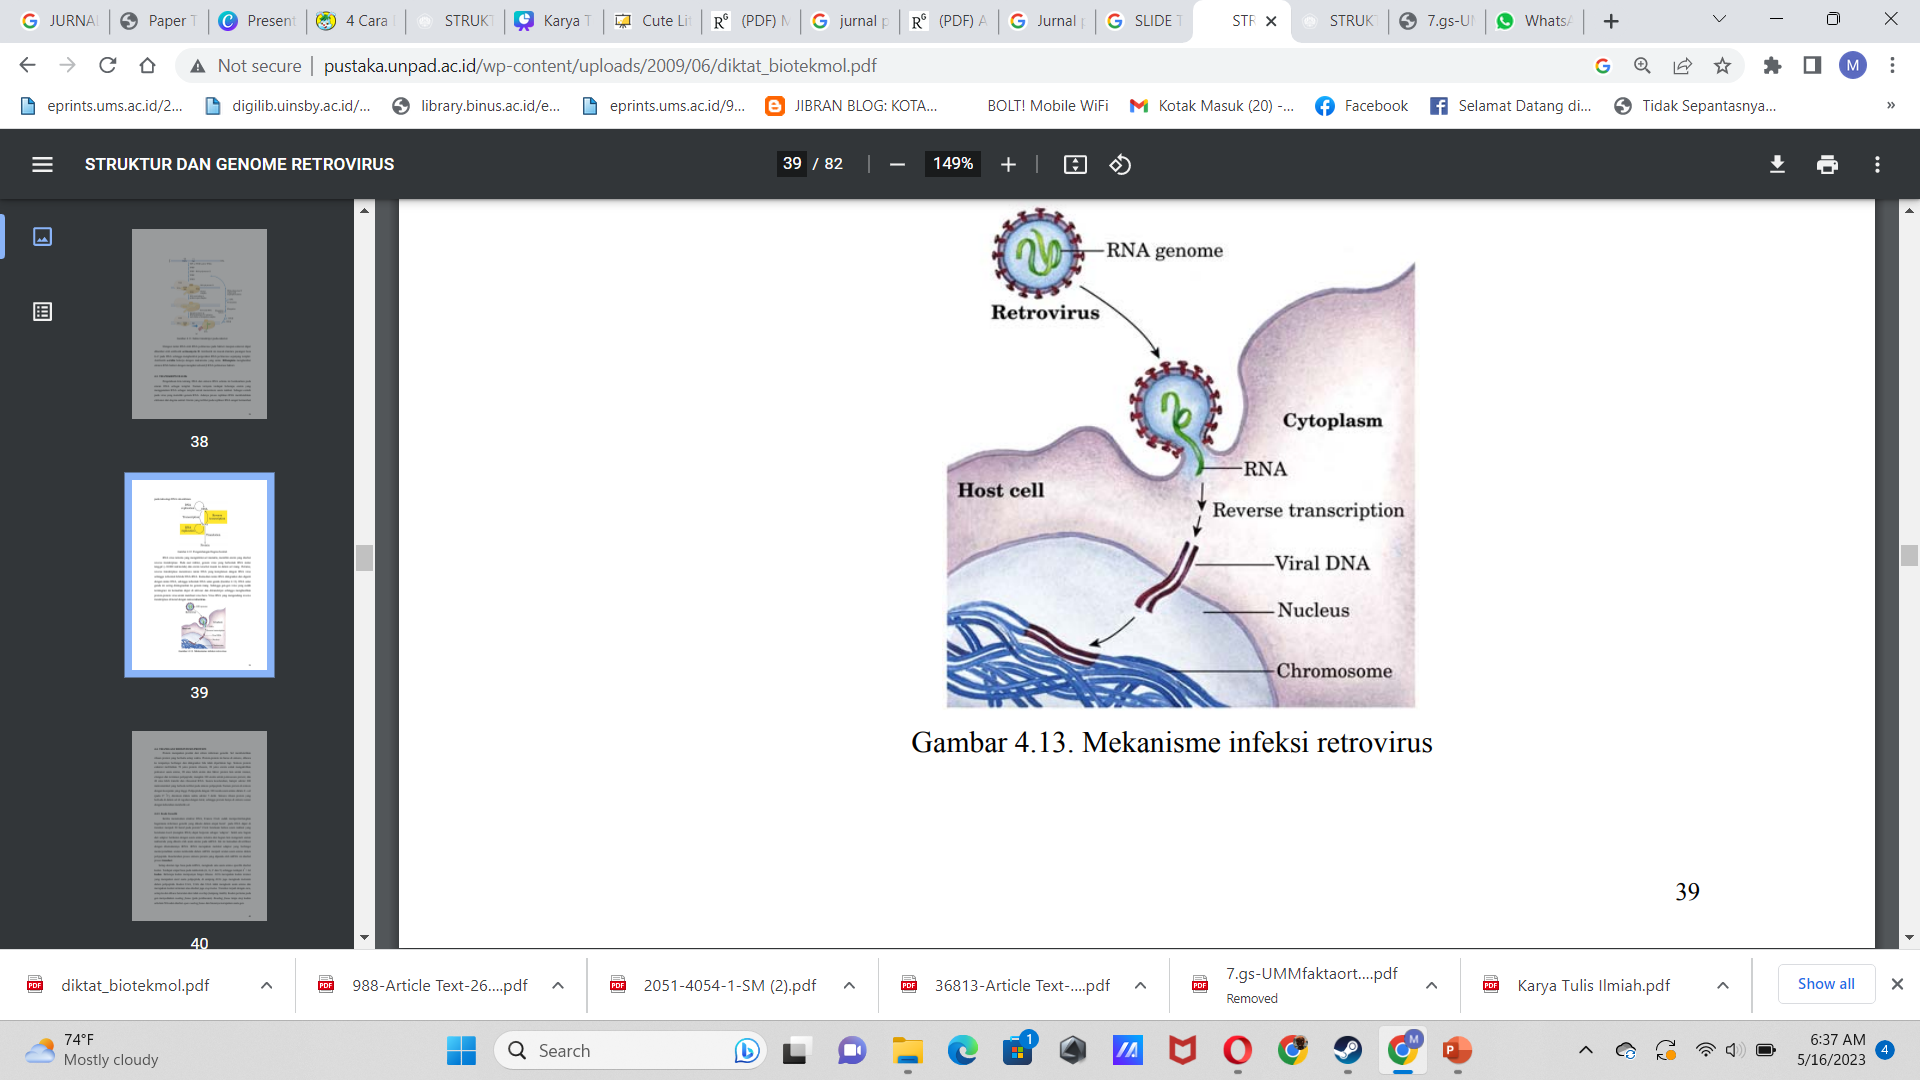 JURNA
Paper T
Present
4 Cara
STRUKT
Karya T
Cute Lit
(PDF) M
jurnal p
(PDF) A
Jurnal p
SLIDE T
STR
STRUKT
7.gs-UM
WhatsA
Not secure
pustaka.unpad.ac.id/wp-content/uploads/2009/06/diktat_biotekmol.pdf
eprints.ums.ac.id/2...
digilib.uinsby.ac.id/...
library.binus.ac.id/e...
eprints.ums.ac.id/9...
JIBRAN BLOG: KOTA...
BOLT! Mobile WiFi
Kotak Masuk (20) -...
Facebook
Selamat Datang di...
Tidak Sepantasnya...
»
STRUKTUR DAN GENOME RETROVIRUS
39 / 82
149%
38
39
40
RNA genome
Retrovirus
Cytoplasm
RNA
Host cell
Reverse transcription
Viral DNA
Nucleus
Chromosome
Gambar 4.13. Mekanisme infeksi retrovirus
39
diktat_biotekmol.pdf
988-Article Text-26....pdf
2051-4054-1-SM (2).pdf
36813-Article Text-....pdf
7.gs-UMMfaktaort....pdf
Removed
Karya Tulis Ilmiah.pdf
Show all
74°F
Mostly cloudy
Search
1
M
6:37 AM
5/16/2023
4